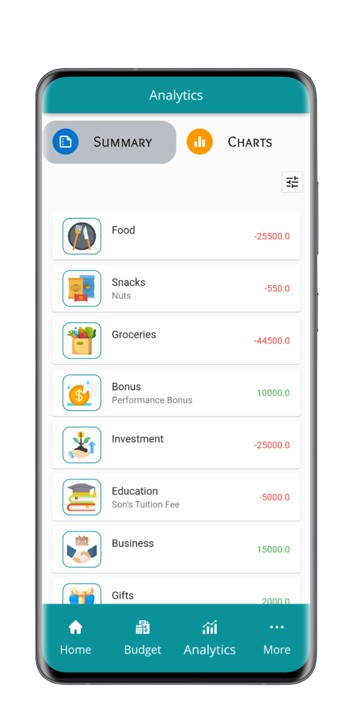 Analytics
SUMMARY
CHARTS
Food
-25500.0
Snacks
Nuts
-550.0
Groceries
-44500.0
Bonus
Performance Bonus
10000.0
Investment
-25000.0
Education
Son's Tuition Fee
-5000.0
Business
15000.0
Gifts
2000.0
Home
Budget
Analytics
More